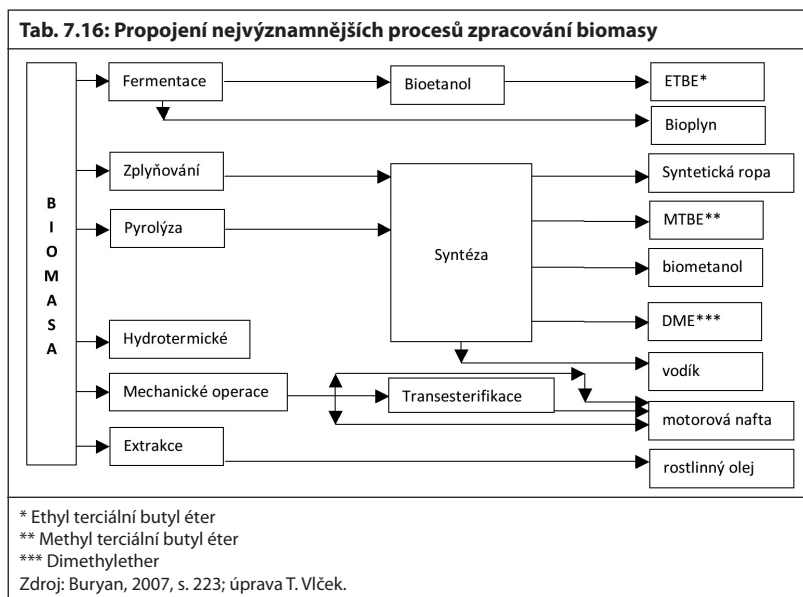 Tab. 7.16: Propojení nejvýznamnějších procesů zpracování biomasy
BIOMASA
Fermentace
Bioetanol
ETBE*
Bioplyn
Zplyňování
Syntetická ropa
Pyrolýza
Syntéza
MTBE**
biometanol
DME***
Hydrotermické
vodík
Mechanické operace
Transesterifikace
motorová nafta
Extrakce
rostlinný olej
* Ethyl terciální butyl éter
** Methyl terciální butyl éter
*** Dimethylether
Zdroj: Buryan, 2007, s. 223; úprava T. Vlček.